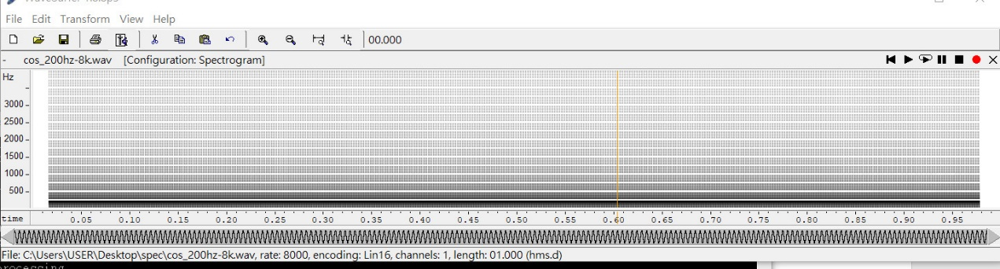 File Edit Transform View Help
00.000
- cos_200hz-8k.wav [Configuration: Spectrogram]
Hz
3000
2500
2000
1500
1000
500
time 0.05 0.10 0.15 0.20 0.25 0.30 0.35 0.40 0.45 0.50 0.55 0.60 0.65 0.70 0.75 0.80 0.85 0.90 0.95
File: C:\Users\USER\Desktop\spec\cos_200hz-8k.wav, rate: 8000, encoding: Lin16, channels: 1, length: 01.000 (hms.d)